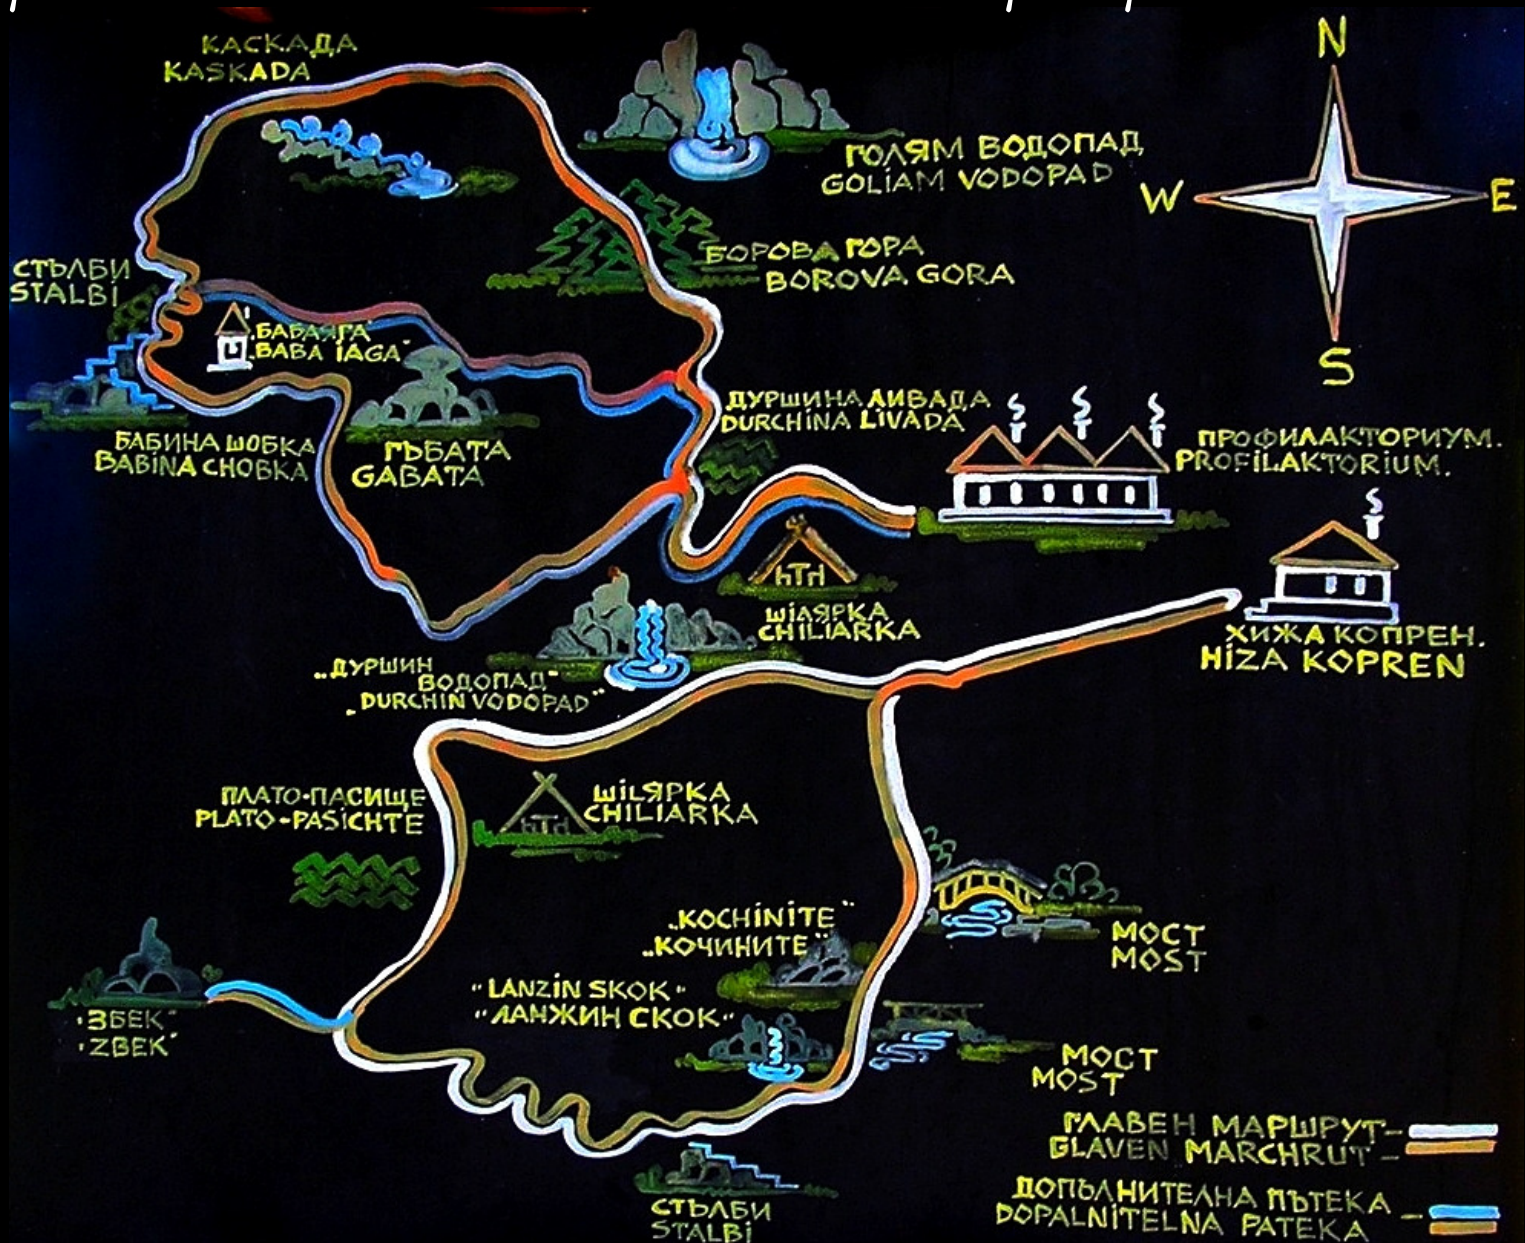 КАСКАДА
KASKADA
N
ГОЛЯМ ВОДОПАД
GOLIAM VODOPAD
W
E
БОРОВА ГОРА
BOROVA GORA
СТЪЛБИ
STALBI
"БАБА ЯГА"
"BABA IAGA"
S
ДУРШИНА ЛИВАДА
DURCHINA LIVADA
БАБИНА ШОБКА
BABINA CHOBKA
ГЪБАТА
GABATA
ПРОФИЛАКТОРИУМ.
PROFILAKTORIUM.
ШІЛЯРКА
CHILIARKA
ХИЖА КОПРЕН.
HIZA KOPREN
"ДУРШИН
ВОДОПАД"
"DURCHIN VODOPAD"
ПЛАТО-ПАСИЩЕ
PLATO-PASICHTE
ШILЯРКА
CHILIARKA
"KOCHINITE"
"КОЧИНИТЕ"
МОСТ
MOST
"LANZIN SKOK"
"ЛАНЖИН СКОК"
"ЗБЕК"
"ZBEK"
МОСТ
MOST
СТЪЛБИ
STALBI
ГЛАВЕН МАРШРУТ-
GLAVEN MARCHRUT-
ДОПЪЛНИТЕЛНА ПЪТЕКА
DOPALNITELNA PATEKA -